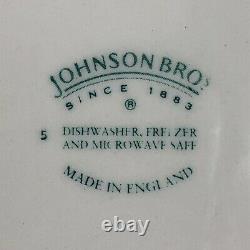 JOHNSON BROS
SINCE 1883
®
5
DISHWASHER, FREEZER
AND MICROWAVE SAFE
MADE IN ENGLAND